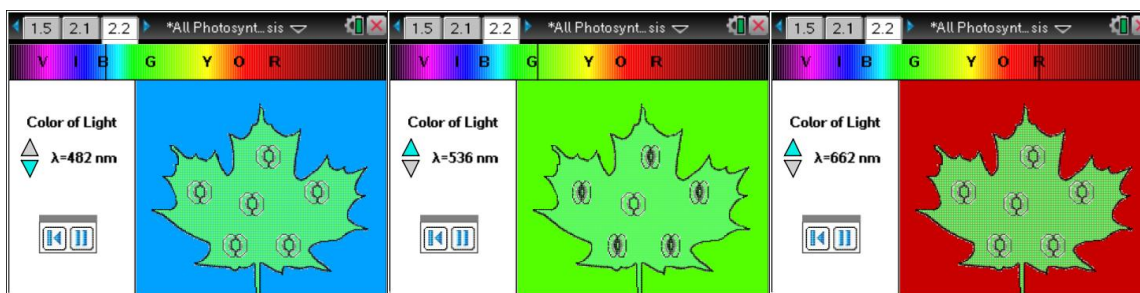 1.5 2.1 2.2 *All Photosynt...sis
V I B G Y O R
Color of Light
λ=482 nm
1.5 2.1 2.2 *All Photosynt...sis
V I B G Y O R
Color of Light
λ=536 nm
1.5 2.1 2.2 *All Photosynt...sis
V I B G Y O R
Color of Light
λ=662 nm